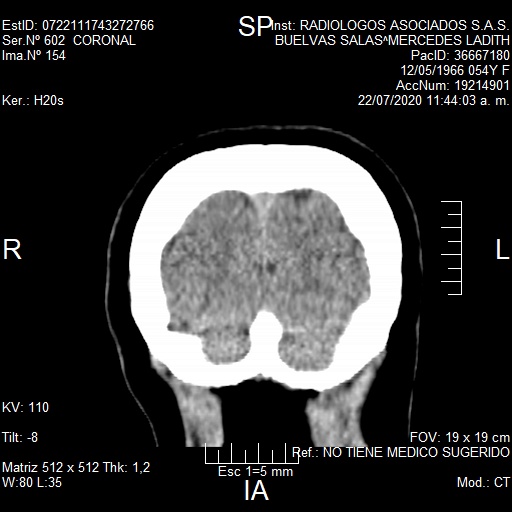 EstID: 0722111743272766
Ser.Nº 602 CORONAL
Ima.Nº 154
Ker.: H20s
SP
Inst: RADIOLOGOS ASOCIADOS S.A.S.
BUELVAS SALAS^MERCEDES LADITH
PacID: 36667180
12/05/1966 054Y F
AccNum: 19214901
22/07/2020 11:44:03 a. m.
R
L
KV: 110
Tilt: -8
Matriz 512 x 512 Thk: 1,2
W:80 L:35
Esc 1=5 mm
IA
FOV: 19 x 19 cm
Ref.: NO TIENE MEDICO SUGERIDO
Mod.: CT